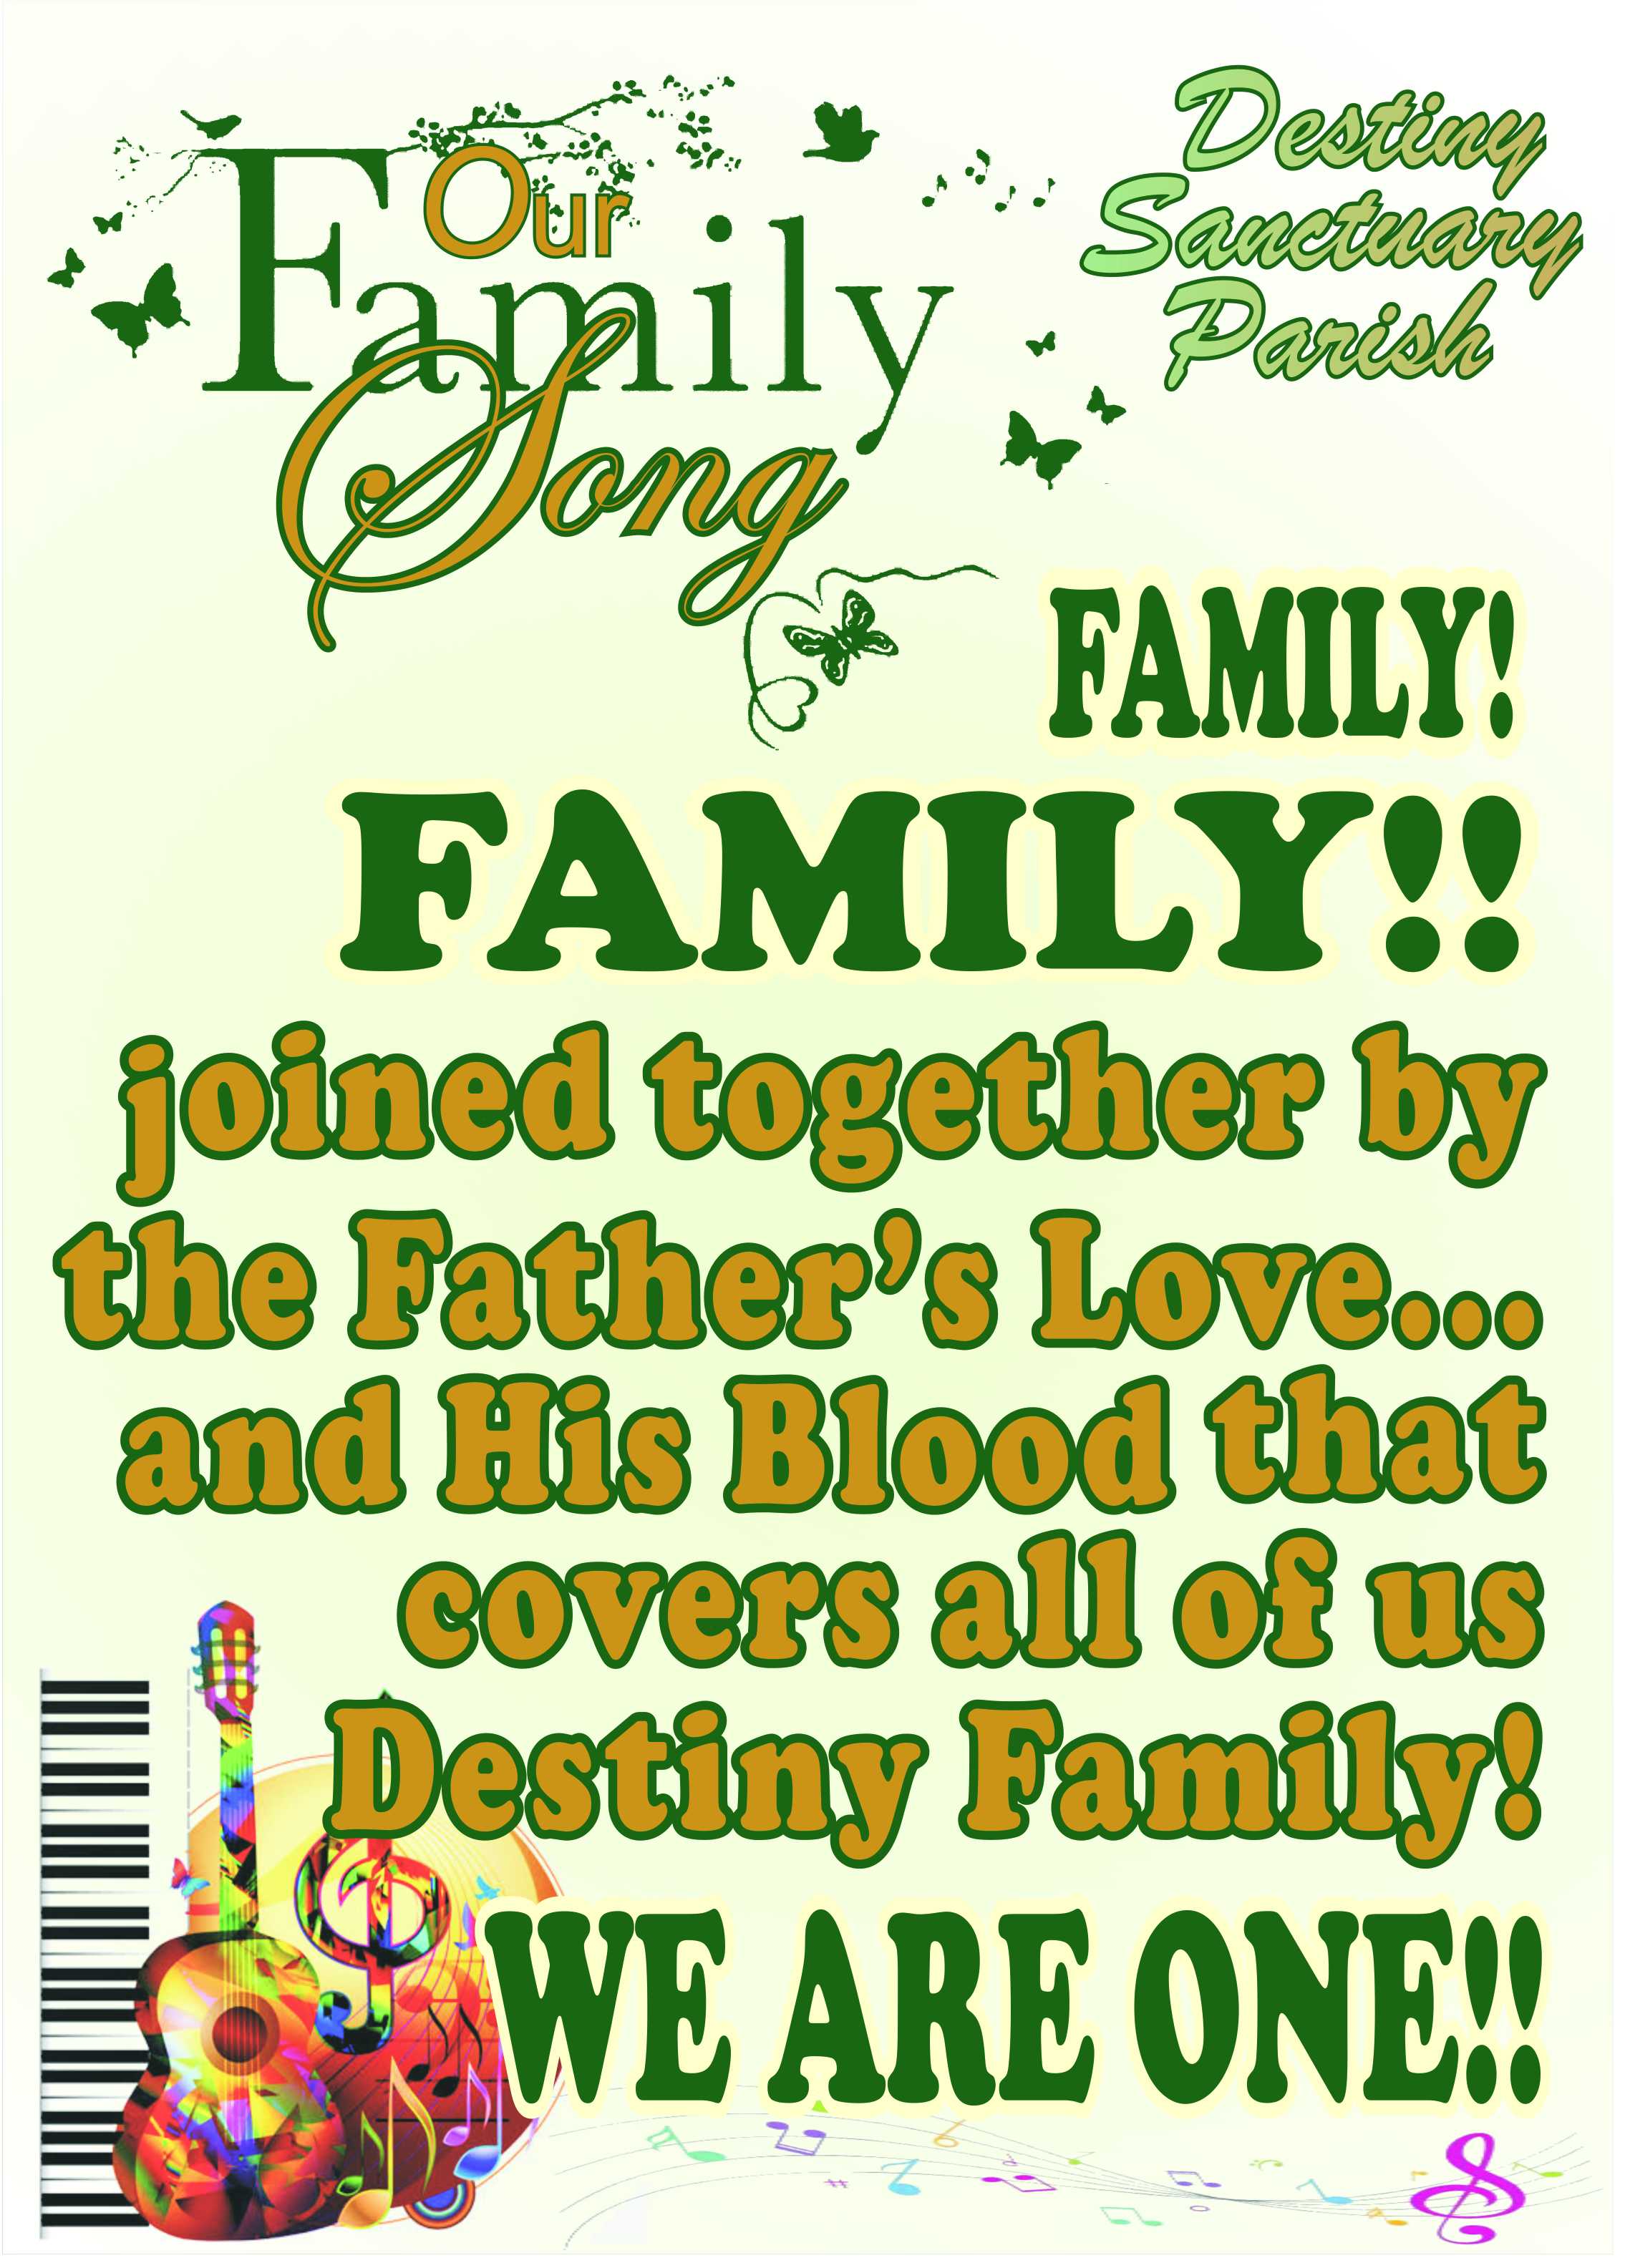 Our
Family
Song
Destiny
Sanctuary
Parish
FAMILY!
FAMILY!!
joined together by
the Father's Love...
and His Blood that
covers all of us
Destiny Family!
WE ARE ONE!!